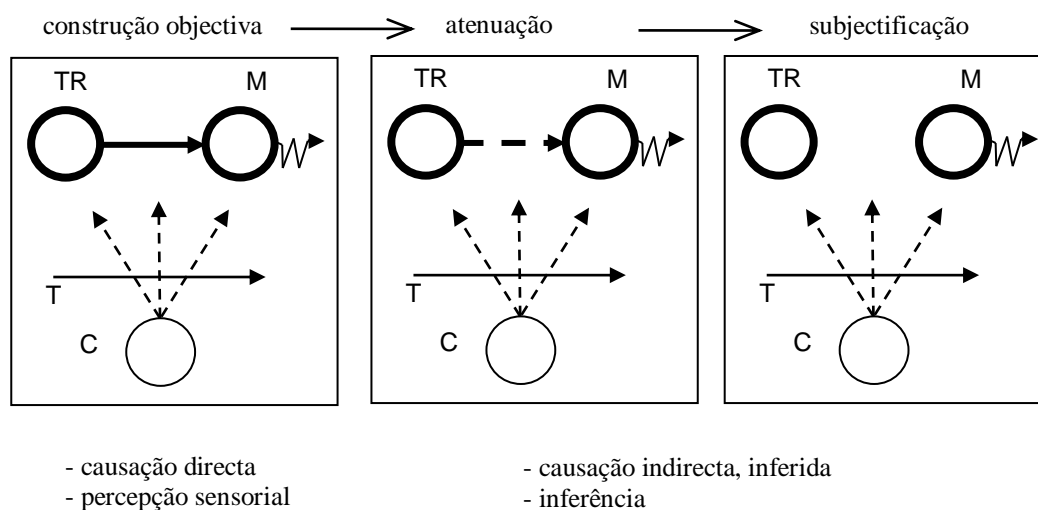 construção objectiva atenuação subjectificação
TR M TR M TR M
T T T
C C C
- causação directa - causação indirecta, inferida
- percepção sensorial - inferência